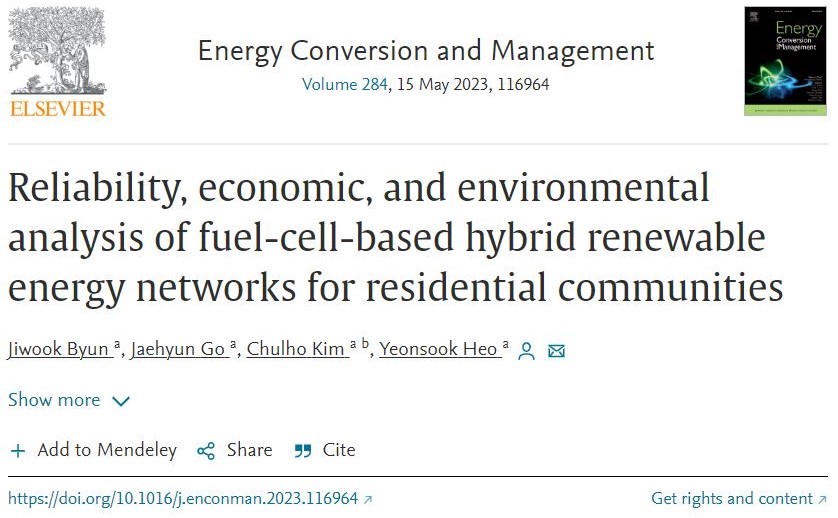 Energy Conversion and Management
Volume 284, 15 May 2023, 116964
ELSEVIER
Energy
Conversion
and Management
Reliability, economic, and environmental
analysis of fuel-cell-based hybrid renewable
energy networks for residential communities
Jiwook Byun a, Jaehyun Go a, Chulho Kim a b, Yeonsook Heo a
Show more
Add to Mendeley Share Cite
https://doi.org/10.1016/j.enconman.2023.116964
Get rights and content